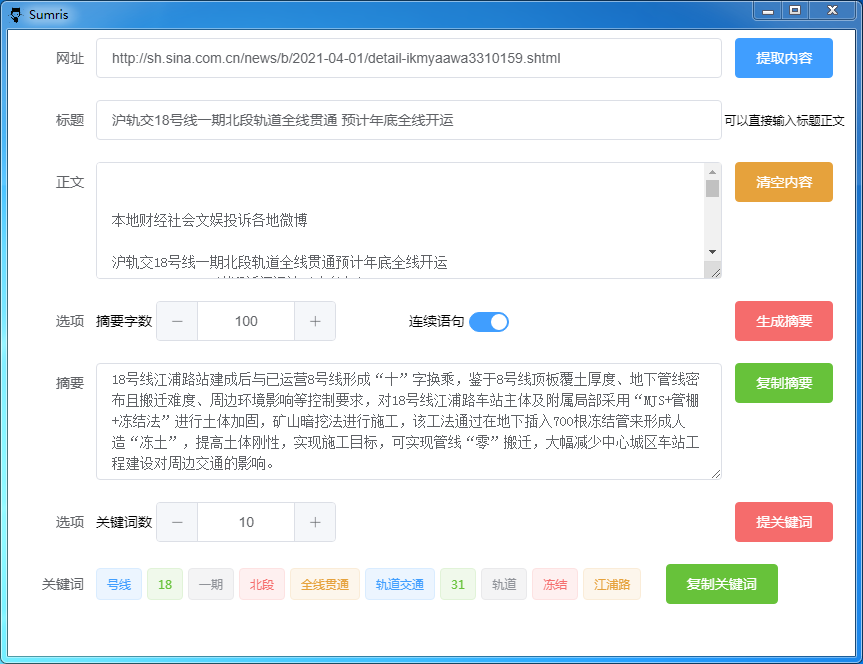 Sumris
网址 http://sh.sina.com.cn/news/b/2021-04-01/detail-ikmyaawa3310159.shtml 提取内容
标题 沪轨交18号线一期北段轨道全线贯通 预计年底全线开运 可以直接输入标题正文
正文 清空内容
本地财经社会文娱投诉各地微博
沪轨交18号线一期北段轨道全线贯通预计年底全线开运
选项 摘要字数 － 100 ＋ 连续语句 生成摘要
摘要 复制摘要
18号线江浦路站建成后与已运营8号线形成“十”字换乘，鉴于8号线顶板覆土厚度、地下管线密
布且搬迁难度、周边环境影响等控制要求，对18号线江浦路车站主体及附属局部采用“MJS+管棚
+冻结法”进行土体加固，矿山暗挖法进行施工，该工法通过在地下插入700根冻结管来形成人
造“冻土”，提高土体刚性，实现施工目标，可实现管线“零”搬迁，大幅减少中心城区车站工
程建设对周边交通的影响。
选项 关键词数 － 10 ＋ 提关键词
关键词 号线 18 一期 北段 全线贯通 轨道交通 31 轨道 冻结 江浦路 复制关键词